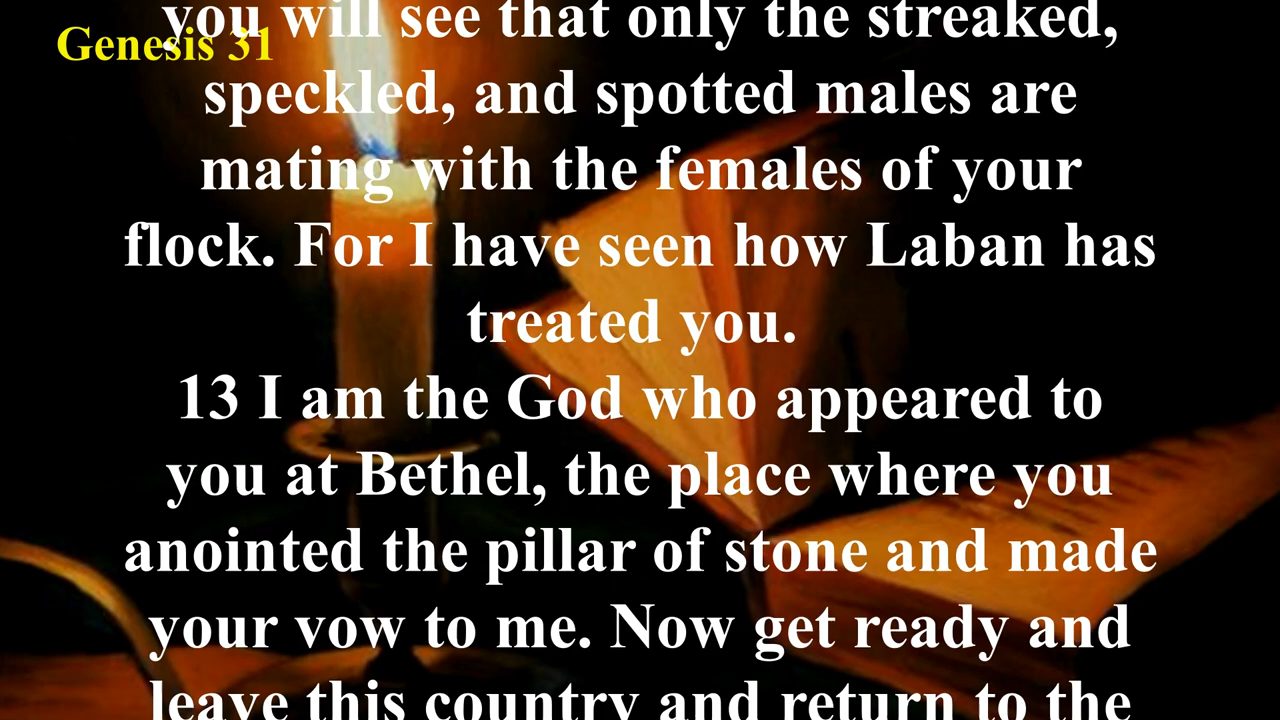 Genesis 31
you will see that only the streaked,
speckled, and spotted males are
mating with the females of your
flock. For I have seen how Laban has
treated you.
13 I am the God who appeared to
you at Bethel, the place where you
anointed the pillar of stone and made
your vow to me. Now get ready and
leave this country and return to the